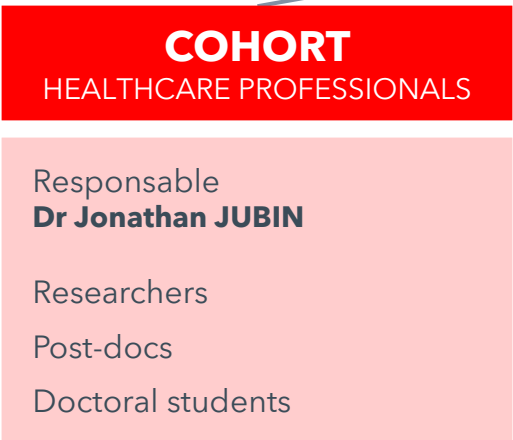 COHORT
HEALTHCARE PROFESSIONALS
Responsable
Dr Jonathan JUBIN
Researchers
Post-docs
Doctoral students